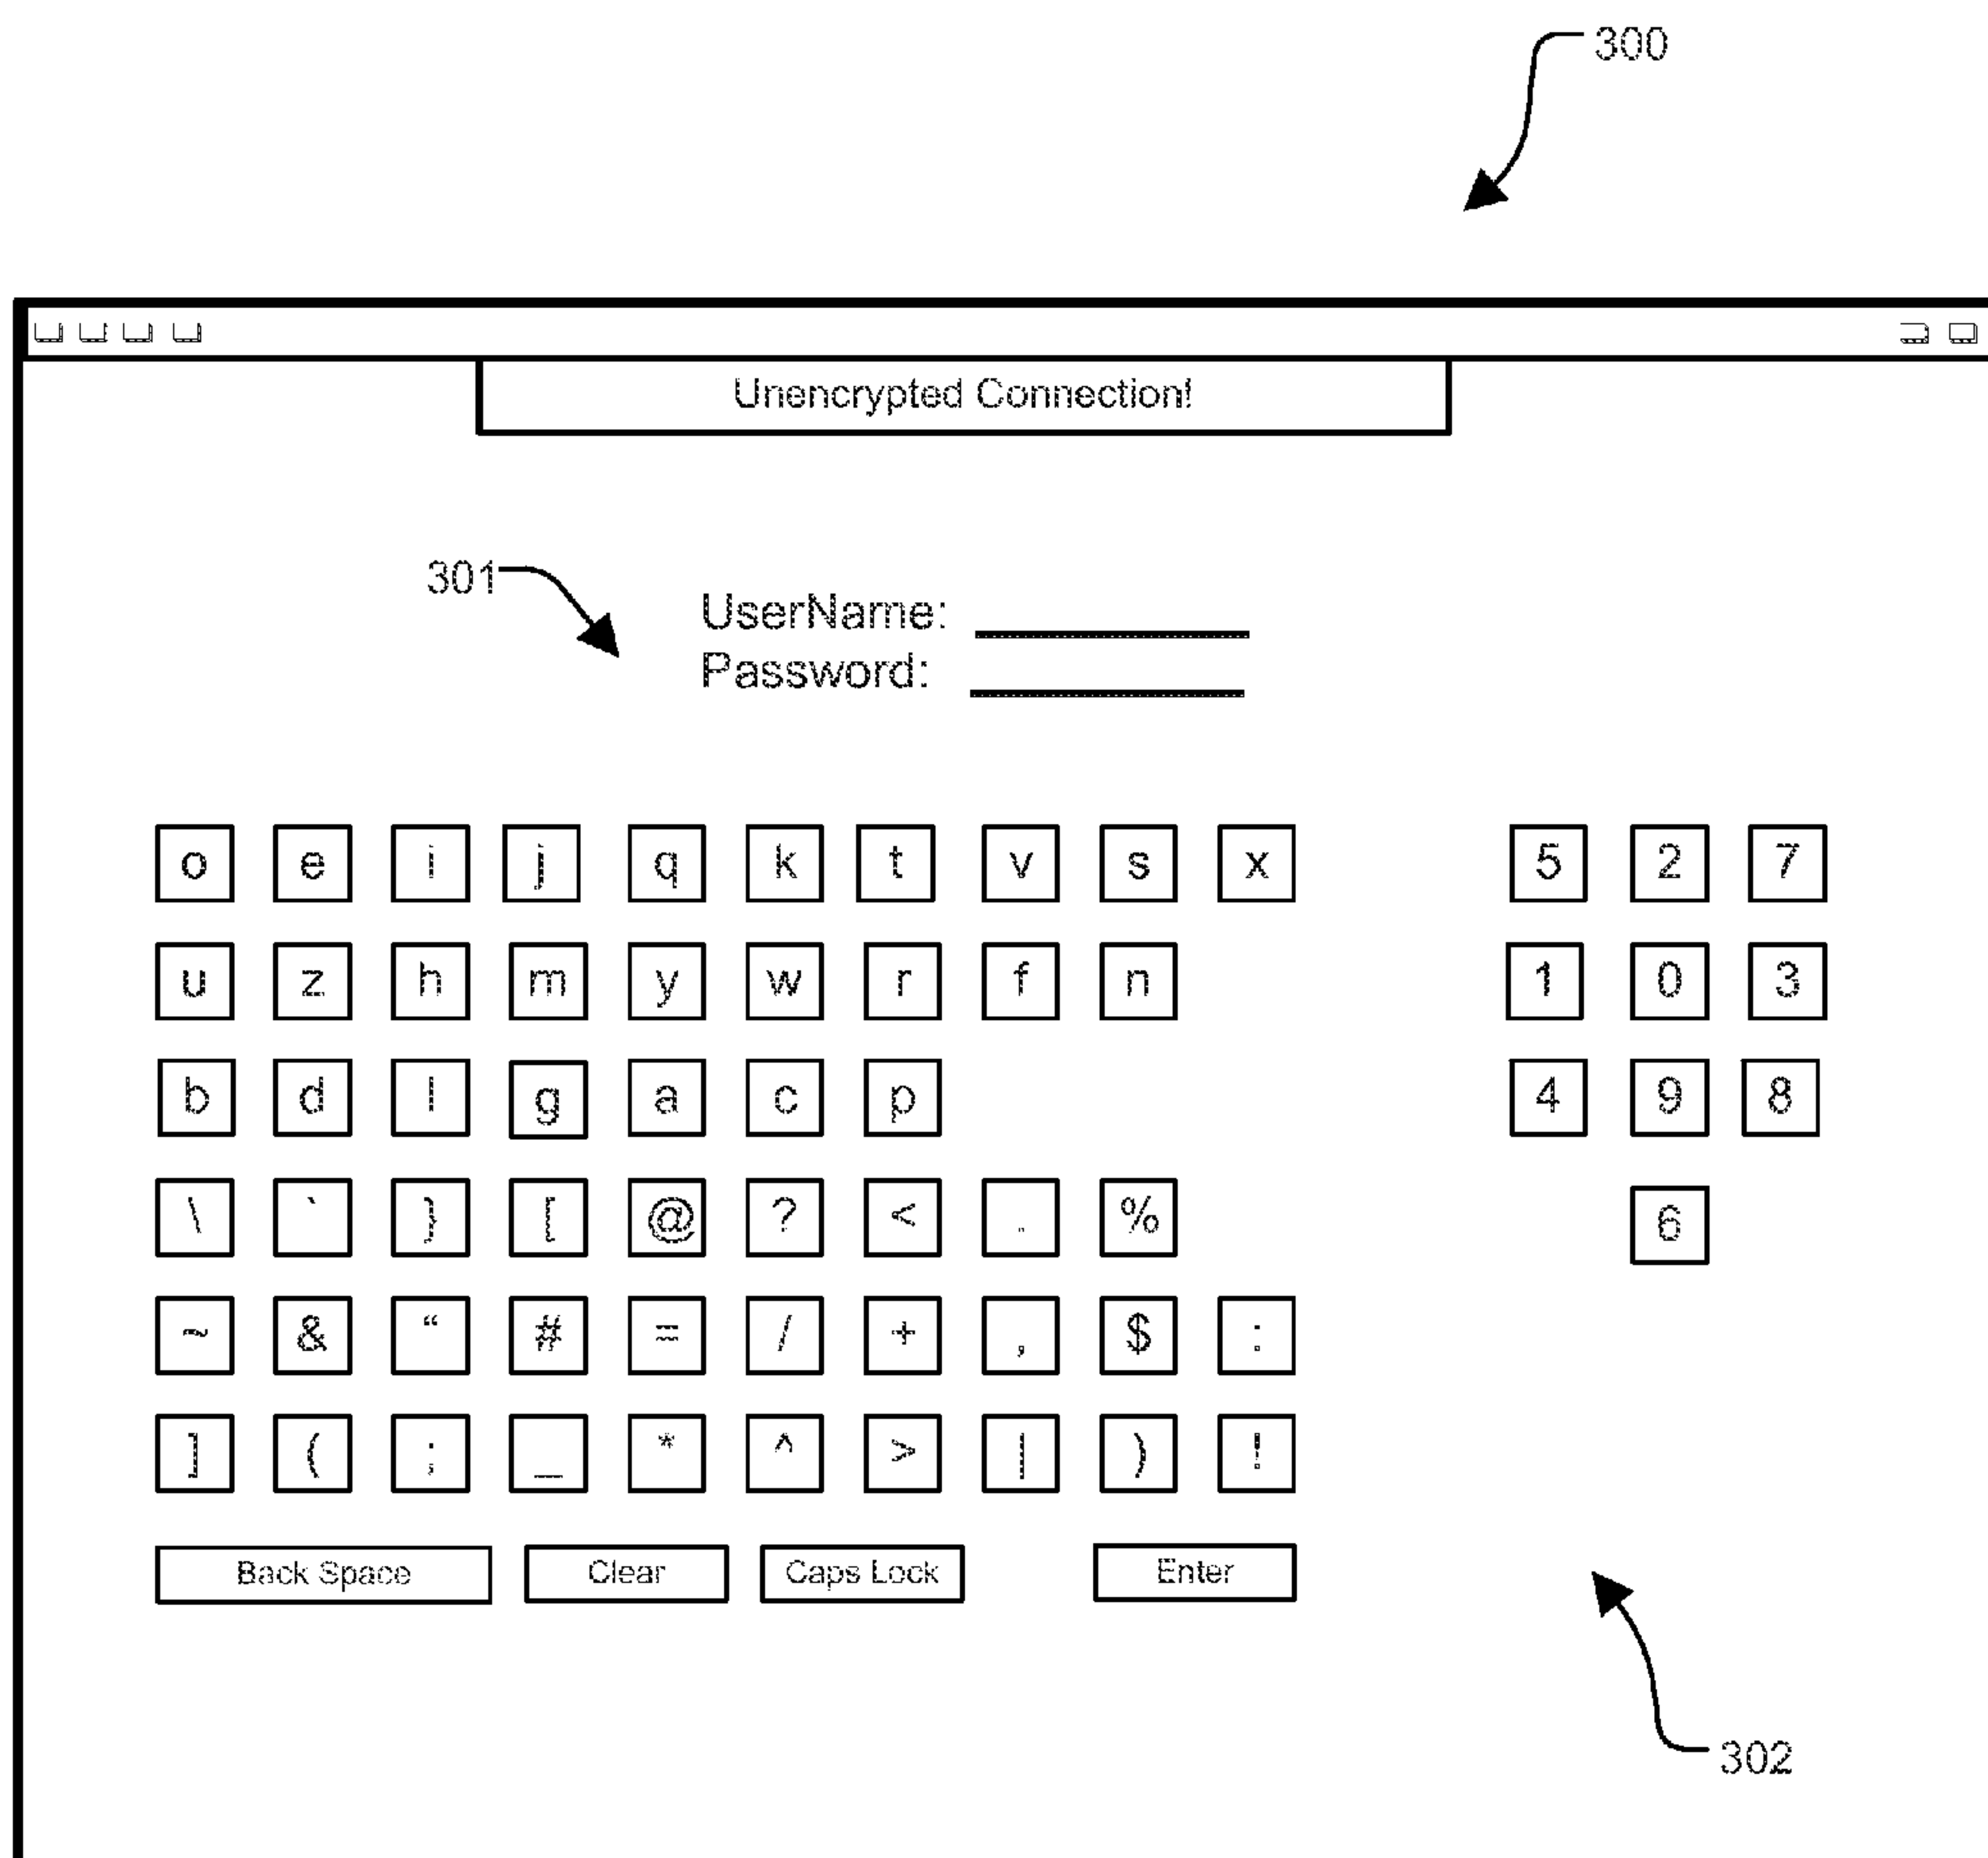 300
Unencrypted Connection!
301
UserName:
Password:
o e i j q k t v s x 5 2 7
u z h m y w r f n 1 0 3
b d l g a c p 4 9 8
\ ` } [ @ ? < . % 6
~ & “ # = / + , $ :
] ( ; _ * ^ > | ) !
Back Space Clear Caps Lock Enter
302